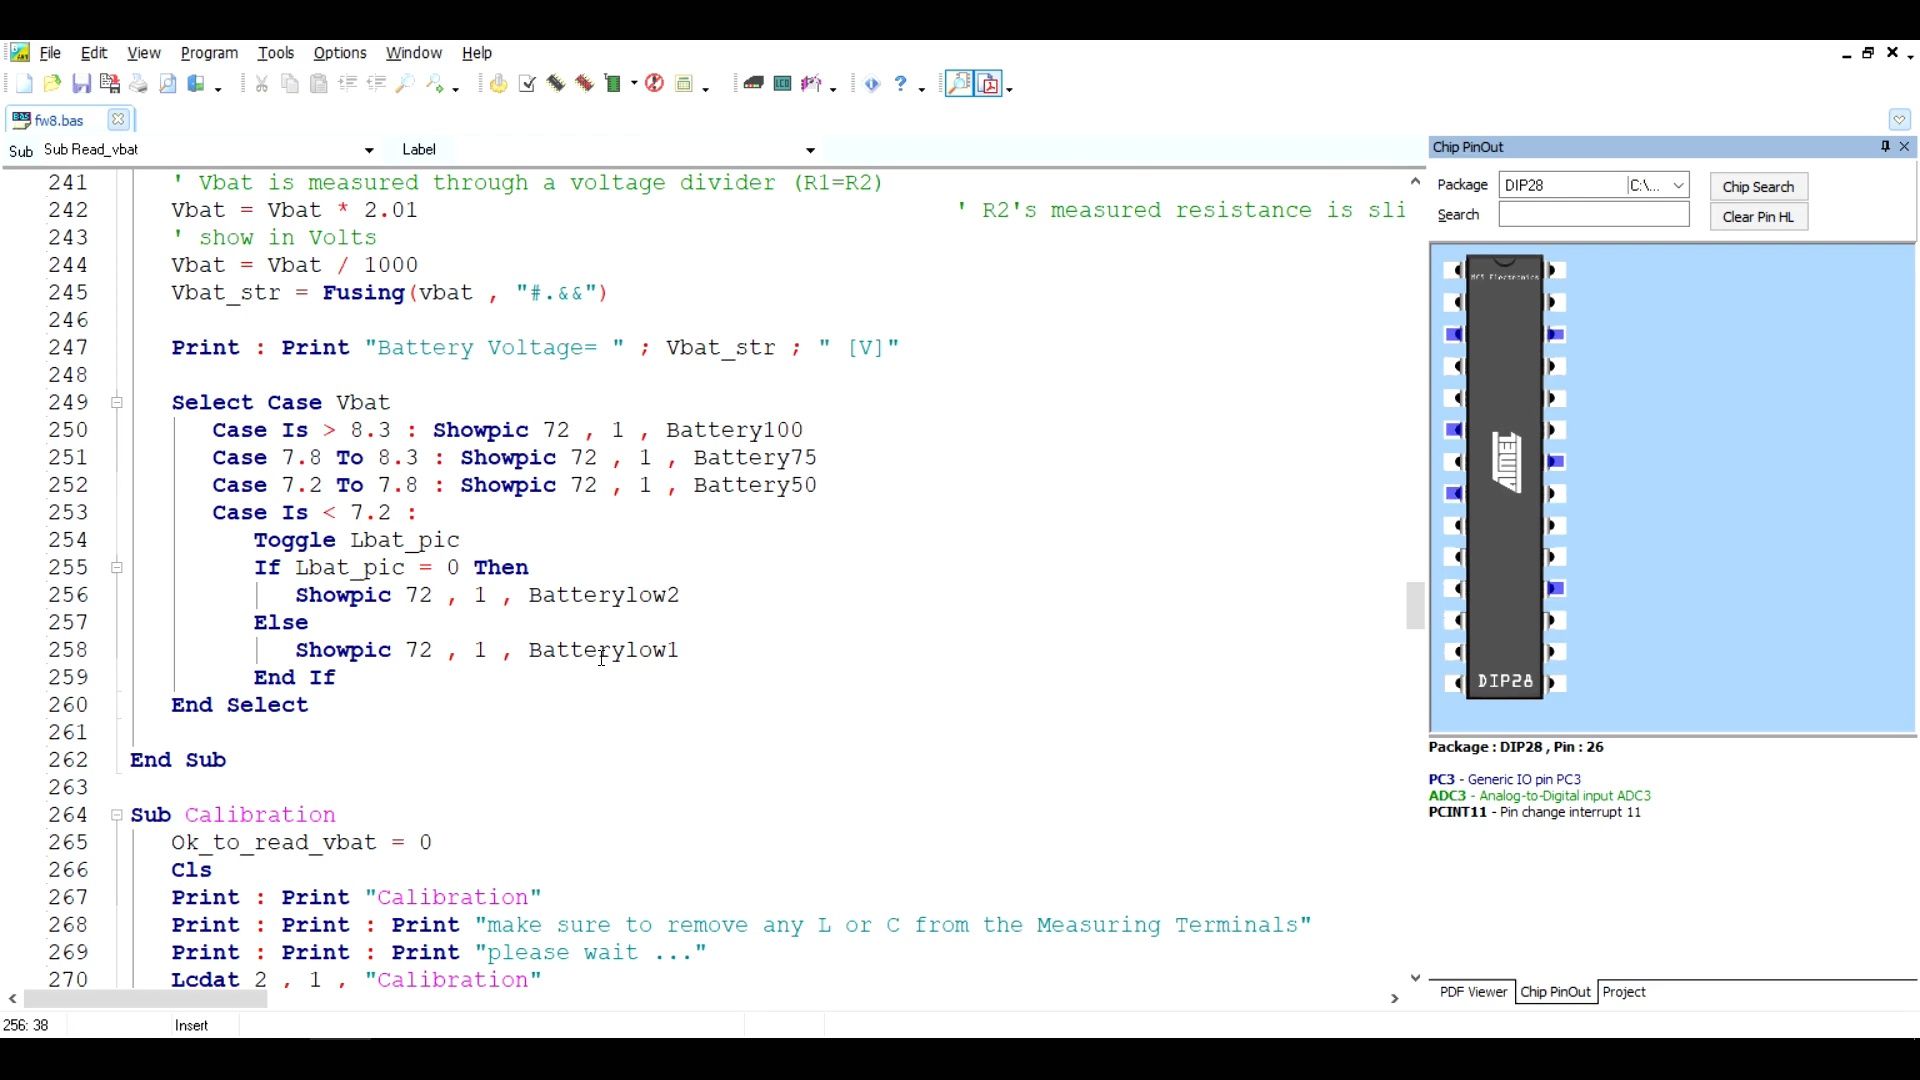 File Edit View Program Tools Options Window Help
fw8.bas
Sub Sub Read_vbat Label
241 ' Vbat is measured through a voltage divider (R1=R2)
242 Vbat = Vbat * 2.01 ' R2's measured resistance is sli
243 ' show in Volts
244 Vbat = Vbat / 1000
245 Vbat_str = Fusing(vbat , "#.&&")
246
247 Print : Print "Battery Voltage= " ; Vbat_str ; " [V]"
248
249 Select Case Vbat
250 Case Is > 8.3 : Showpic 72 , 1 , Battery100
251 Case 7.8 To 8.3 : Showpic 72 , 1 , Battery75
252 Case 7.2 To 7.8 : Showpic 72 , 1 , Battery50
253 Case Is < 7.2 :
254 Toggle Lbat_pic
255 If Lbat_pic = 0 Then
256 Showpic 72 , 1 , Batterylow2
257 Else
258 Showpic 72 , 1 , Batterylow1
259 End If
260 End Select
261
262 End Sub
263
264 Sub Calibration
265 Ok_to_read_vbat = 0
266 Cls
267 Print : Print "Calibration"
268 Print : Print : Print "make sure to remove any L or C from the Measuring Terminals"
269 Print : Print : Print "please wait ..."
270 Lcdat 2 , 1 , "Calibration"
256: 38 Insert
Chip PinOut
Package DIP28 C:\... Chip Search
Search Clear Pin HL
MCS Electronics
ATMEL
DIP28
Package : DIP28 , Pin : 26
PC3 - Generic IO pin PC3
ADC3 - Analog-to-Digital input ADC3
PCINT11 - Pin change interrupt 11
PDF Viewer Chip PinOut Project